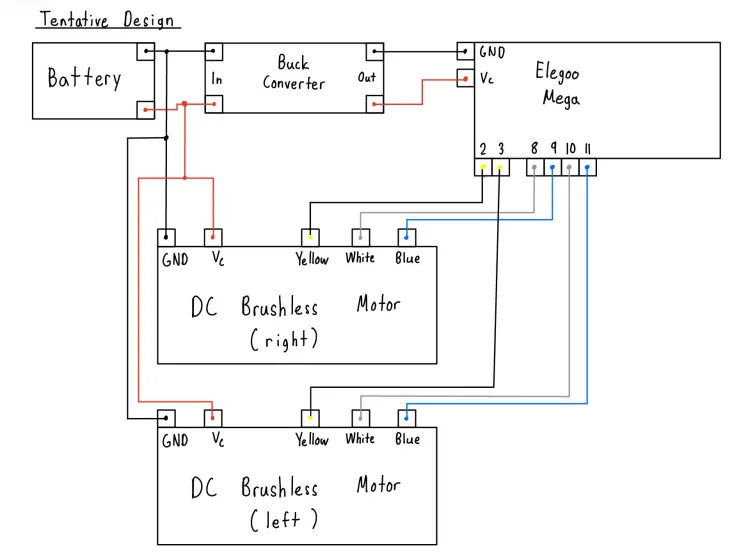 Tentative Design
Battery
In
Buck
Converter
Out
GND
Vc
Elegoo
Mega
2 3 8 9 10 11
GND Vc Yellow White Blue
DC Brushless Motor
(right)
GND Vc Yellow White Blue
DC Brushless Motor
(left)